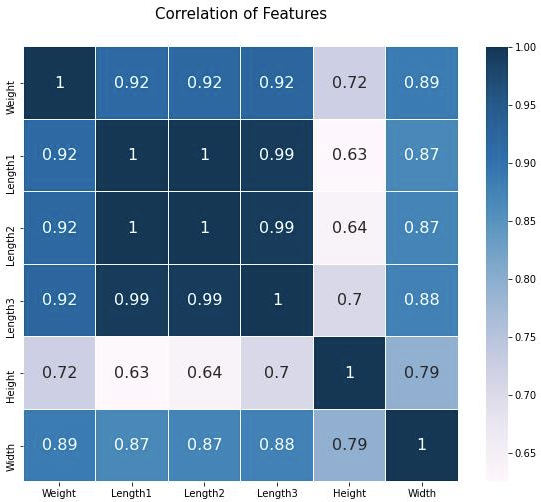 Correlation of Features
Weight 1 0.92 0.92 0.92 0.72 0.89
Length1 0.92 1 1 0.99 0.63 0.87
Length2 0.92 1 1 0.99 0.64 0.87
Length3 0.92 0.99 0.99 1 0.7 0.88
Height 0.72 0.63 0.64 0.7 1 0.79
Width 0.89 0.87 0.87 0.88 0.79 1
Weight Length1 Length2 Length3 Height Width
1.00
0.95
0.90
0.85
0.80
0.75
0.70
0.65